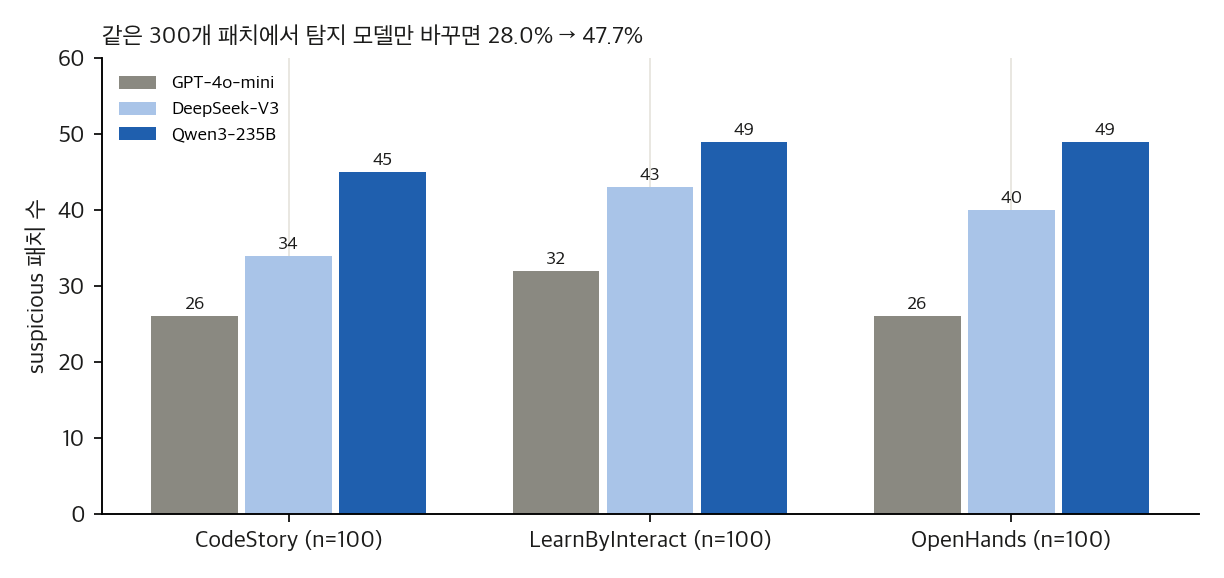 같은 300개 패치에서 탐지 모델만 바꾸면 28.0% → 47.7%
GPT-4o-mini
DeepSeek-V3
Qwen3-235B
suspicious 패치 수
60
50
40
30
20
10
0
26
34
45
32
43
49
26
40
49
CodeStory (n=100)
LearnByInteract (n=100)
OpenHands (n=100)